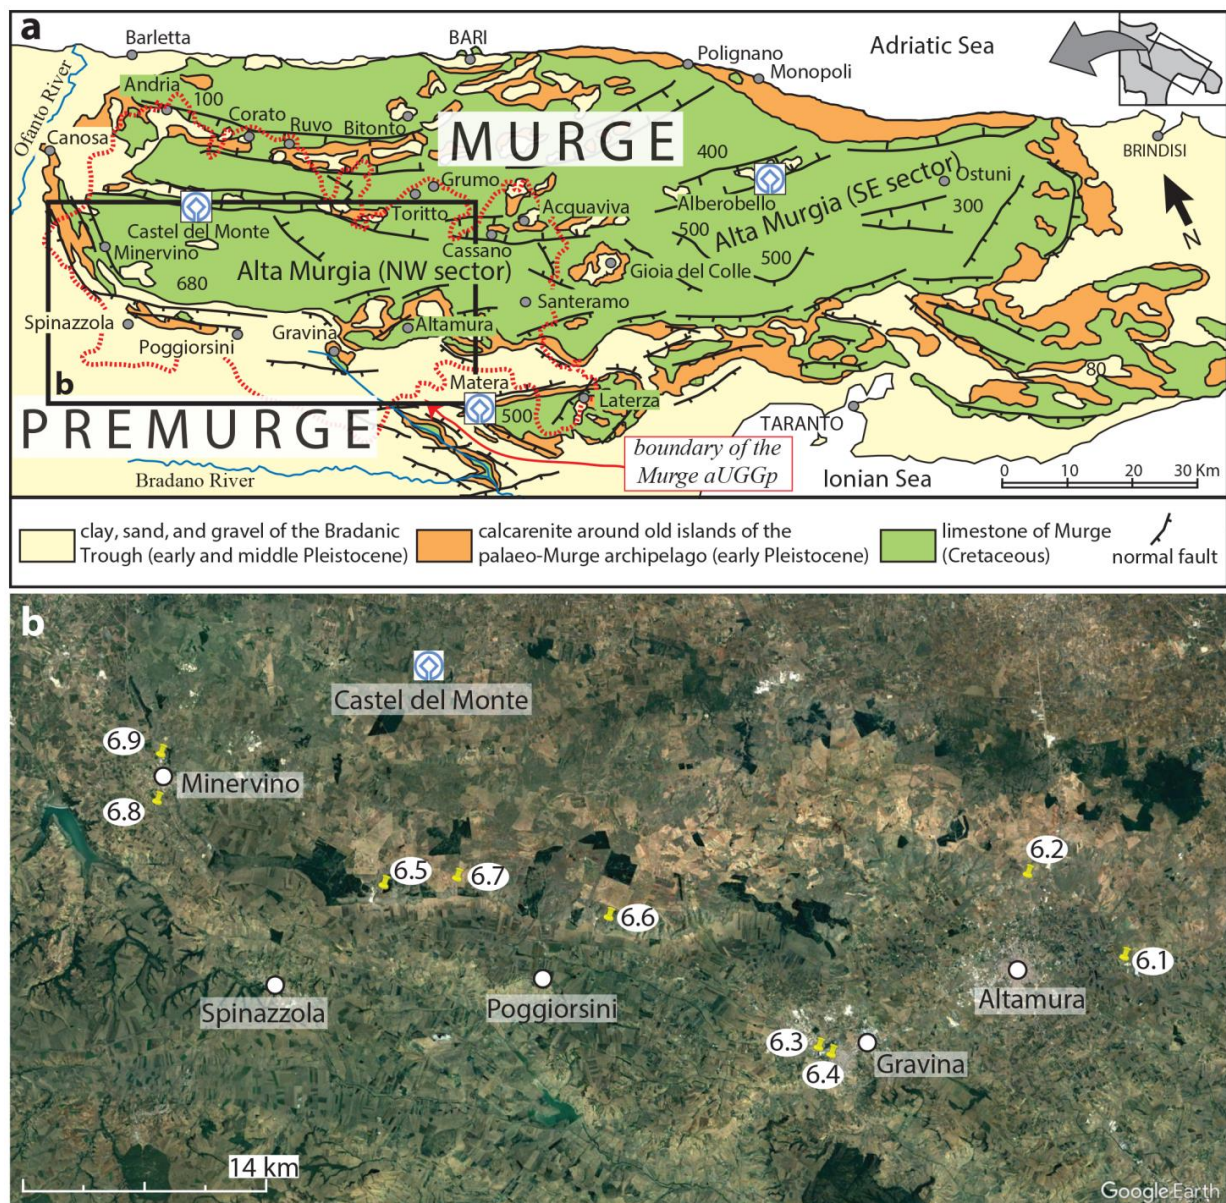 a
Barletta
BARI
Adriatic Sea
Polignano
Monopoli
Ofanto River
Andria
100
Corato
Ruvo
Bitonto
Canosa
MURGE
400
BRINDISI
Grumo
Ostuni
Toritto
Alberobello
Alta Murgia (SE sector)
300
Acquaviva
Castel del Monte
Minervino
Cassano
500
500
N
Alta Murgia (NW sector)
Gioia del Colle
680
Santeramo
Spinazzola
Poggiorsini
Gravina
Altamura
80
b
Matera
Laterza
500
PREMURGE
TARANTO
boundary of the
Murge aUGGp
Bradano River
Ionian Sea
0 10 20 30 Km
clay, sand, and gravel of the Bradanic
Trough (early and middle Pleistocene)
calcarenite around old islands of the
palaeo-Murge archipelago (early Pleistocene)
limestone of Murge
(Cretaceous)
normal fault
b
Castel del Monte
6.9
Minervino
6.8
6.5
6.7
6.2
6.6
6.1
Spinazzola
Poggiorsini
Altamura
6.3
6.4
Gravina
14 km
Google Earth